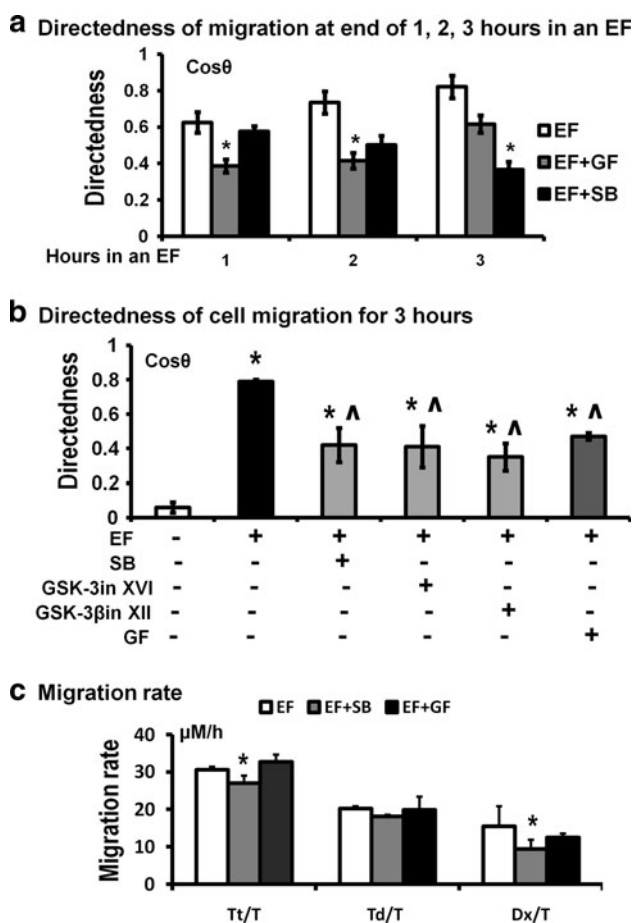 a Directedness of migration at end of 1, 2, 3 hours in an EF
Cosθ
Directedness
1
0.8
0.6
0.4
0.2
0
* * *
EF
EF+GF
EF+SB
Hours in an EF 1 2 3
b Directedness of cell migration for 3 hours
Cosθ
Directedness
1
0.8
0.6
0.4
0.2
0
* * ∧ * ∧ * ∧ * ∧
EF - + + + + +
SB - - + - - -
GSK-3in XVI - - - + - -
GSK-3βin XII - - - - + -
GF - - - - - +
c Migration rate
EF EF+SB EF+GF
µM/h
Migration rate
40
30
20
10
0
* *
Tt/T Td/T Dx/T